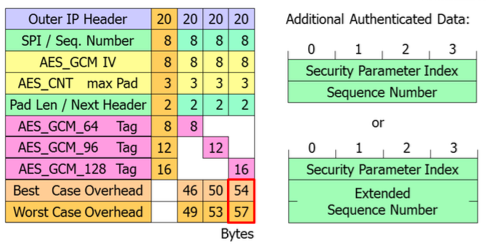 Outer IP Header 20 20 20 20
SPI / Seq. Number 8 8 8 8
AES_GCM IV 8 8 8 8
AES_CNT max Pad 3 3 3 3
Pad Len / Next Header 2 2 2 2
AES_GCM_64 Tag 8 8
AES_GCM_96 Tag 12 12
AES_GCM_128 Tag 16 16
Best Case Overhead 46 50 54
Worst Case Overhead 49 53 57
Bytes
Additional Authenticated Data:
0 1 2 3
Security Parameter Index
Sequence Number
or
0 1 2 3
Security Parameter Index
Extended
Sequence Number